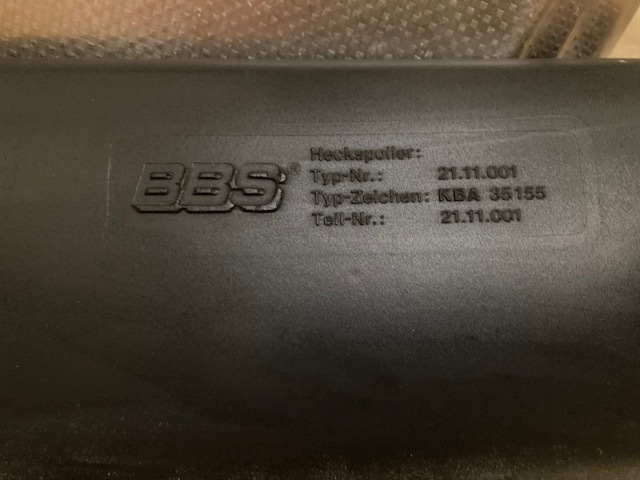 BBS®
Heckspoiler:
Typ-Nr.: 21.11.001
Typ-Zeichen: KBA 35155
Teil-Nr.: 21.11.001